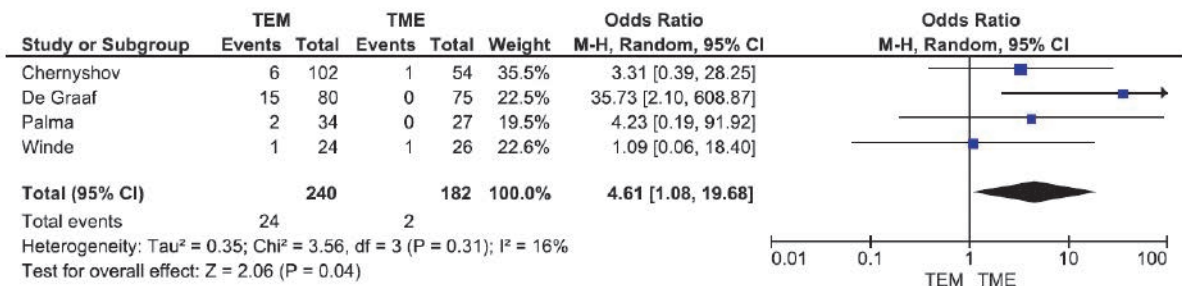 TEM TME Odds Ratio Odds Ratio
Study or Subgroup Events Total Events Total Weight M-H, Random, 95% CI M-H, Random, 95% CI
Chernyshov 6 102 1 54 35.5% 3.31 [0.39, 28.25]
De Graaf 15 80 0 75 22.5% 35.73 [2.10, 608.87]
Palma 2 34 0 27 19.5% 4.23 [0.19, 91.92]
Winde 1 24 1 26 22.6% 1.09 [0.06, 18.40]
Total (95% CI) 240 182 100.0% 4.61 [1.08, 19.68]
Total events 24 2
Heterogeneity: Tau² = 0.35; Chi² = 3.56, df = 3 (P = 0.31); I² = 16%
Test for overall effect: Z = 2.06 (P = 0.04)
0.01 0.1 1 10 100
TEM TME